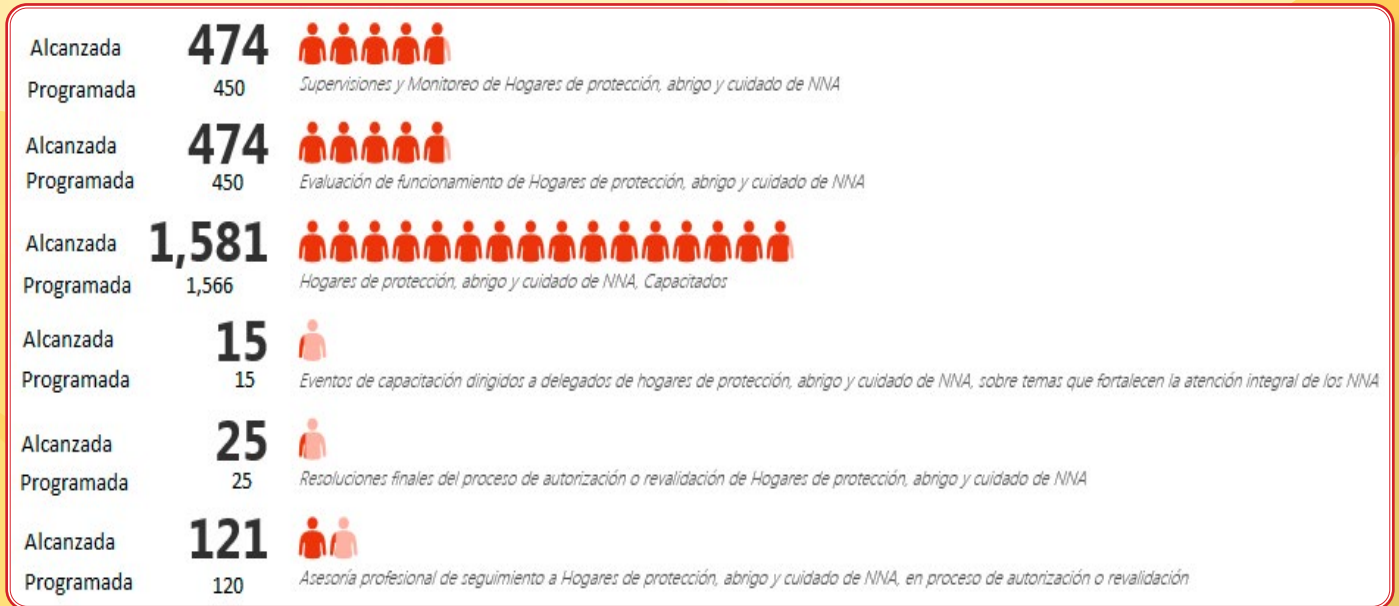 Alcanzada 474
Programada 450 Supervisiones y Monitoreo de Hogares de protección, abrigo y cuidado de NNA
Alcanzada 474
Programada 450 Evaluación de funcionamiento de Hogares de protección, abrigo y cuidado de NNA
Alcanzada 1,581
Programada 1,566 Hogares de protección, abrigo y cuidado de NNA, Capacitados
Alcanzada 15
Programada 15 Eventos de capacitación dirigidos a delegados de hogares de protección, abrigo y cuidado de NNA, sobre temas que fortalecen la atención integral de los NNA
Alcanzada 25
Programada 25 Resoluciones finales del proceso de autorización o revalidación de Hogares de protección, abrigo y cuidado de NNA
Alcanzada 121
Programada 120 Asesoría profesional de seguimiento a Hogares de protección, abrigo y cuidado de NNA, en proceso de autorización o revalidación